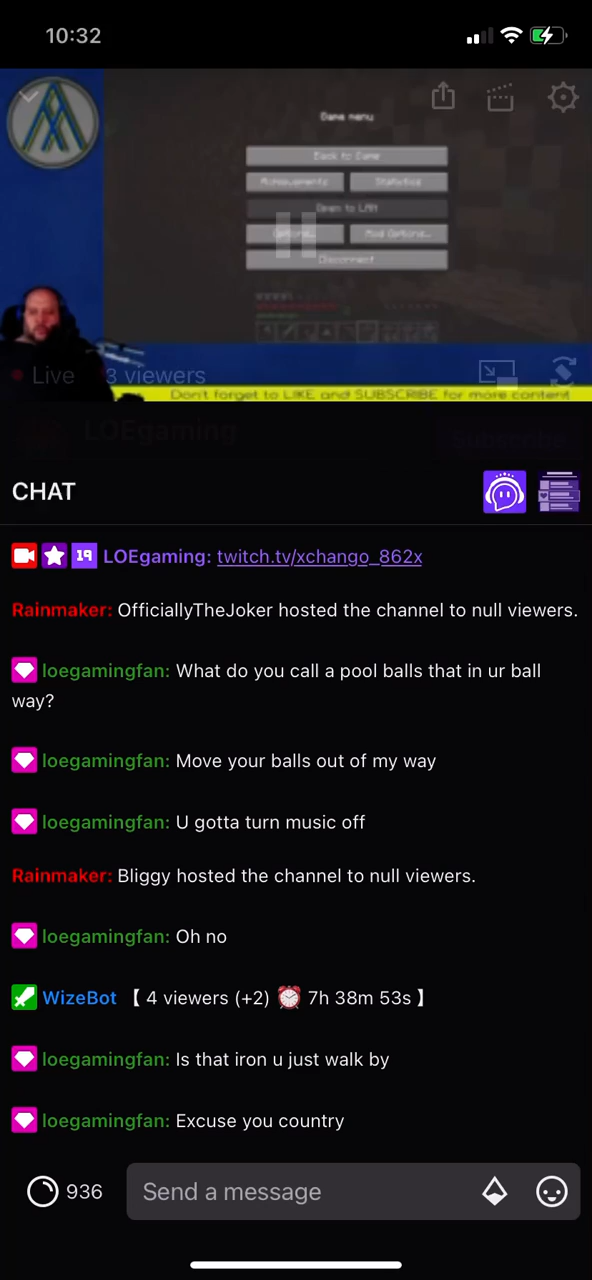 10:32
Game menu
Back to Game
Achievements Statistics
Open to LAN
Options... Mod Options...
Disconnect
Live 3 viewers
Don't forget to LIKE and SUBSCRIBE for more content
LOEgaming
Subscribe
CHAT
19 LOEgaming: twitch.tv/xchango_862x
Rainmaker: OfficiallyTheJoker hosted the channel to null viewers.
loegamingfan: What do you call a pool balls that in ur ball
way?
loegamingfan: Move your balls out of my way
loegamingfan: U gotta turn music off
Rainmaker: Bliggy hosted the channel to null viewers.
loegamingfan: Oh no
WizeBot 【 4 viewers (+2) ⏰ 7h 38m 53s 】
loegamingfan: Is that iron u just walk by
loegamingfan: Excuse you country
936 Send a message